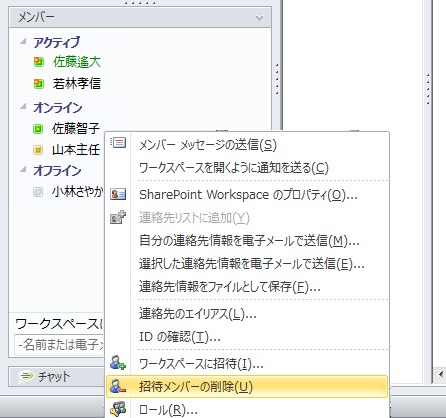 メンバー
アクティブ
佐藤遙大
若林孝信
オンライン
佐藤智子
山本主任
オフライン
小林さやか
ワークスペースに
-名前または電子メ
チャット
メンバー メッセージの送信(S)
ワークスペースを開くように通知を送る(C)
SharePoint Workspace のプロパティ(O)...
連絡先リストに追加(Y)
自分の連絡先情報を電子メールで送信(M)...
選択した連絡先情報を電子メールで送信(E)...
連絡先情報をファイルとして保存(F)...
連絡先のエイリアス(L)...
ID の確認(T)...
ワークスペースに招待(I)...
招待メンバーの削除(U)
ロール(R)...